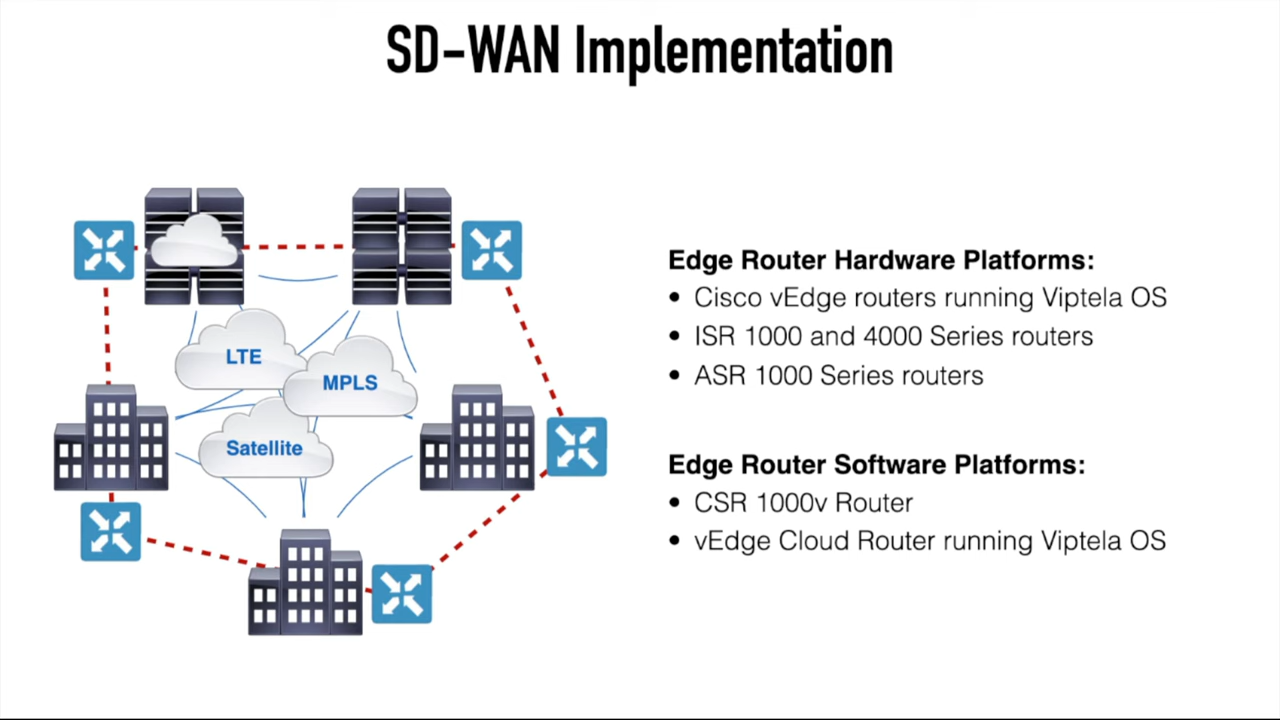 SD-WAN Implementation
LTE
MPLS
Satellite
Edge Router Hardware Platforms:
• Cisco vEdge routers running Viptela OS
• ISR 1000 and 4000 Series routers
• ASR 1000 Series routers
Edge Router Software Platforms:
• CSR 1000v Router
• vEdge Cloud Router running Viptela OS